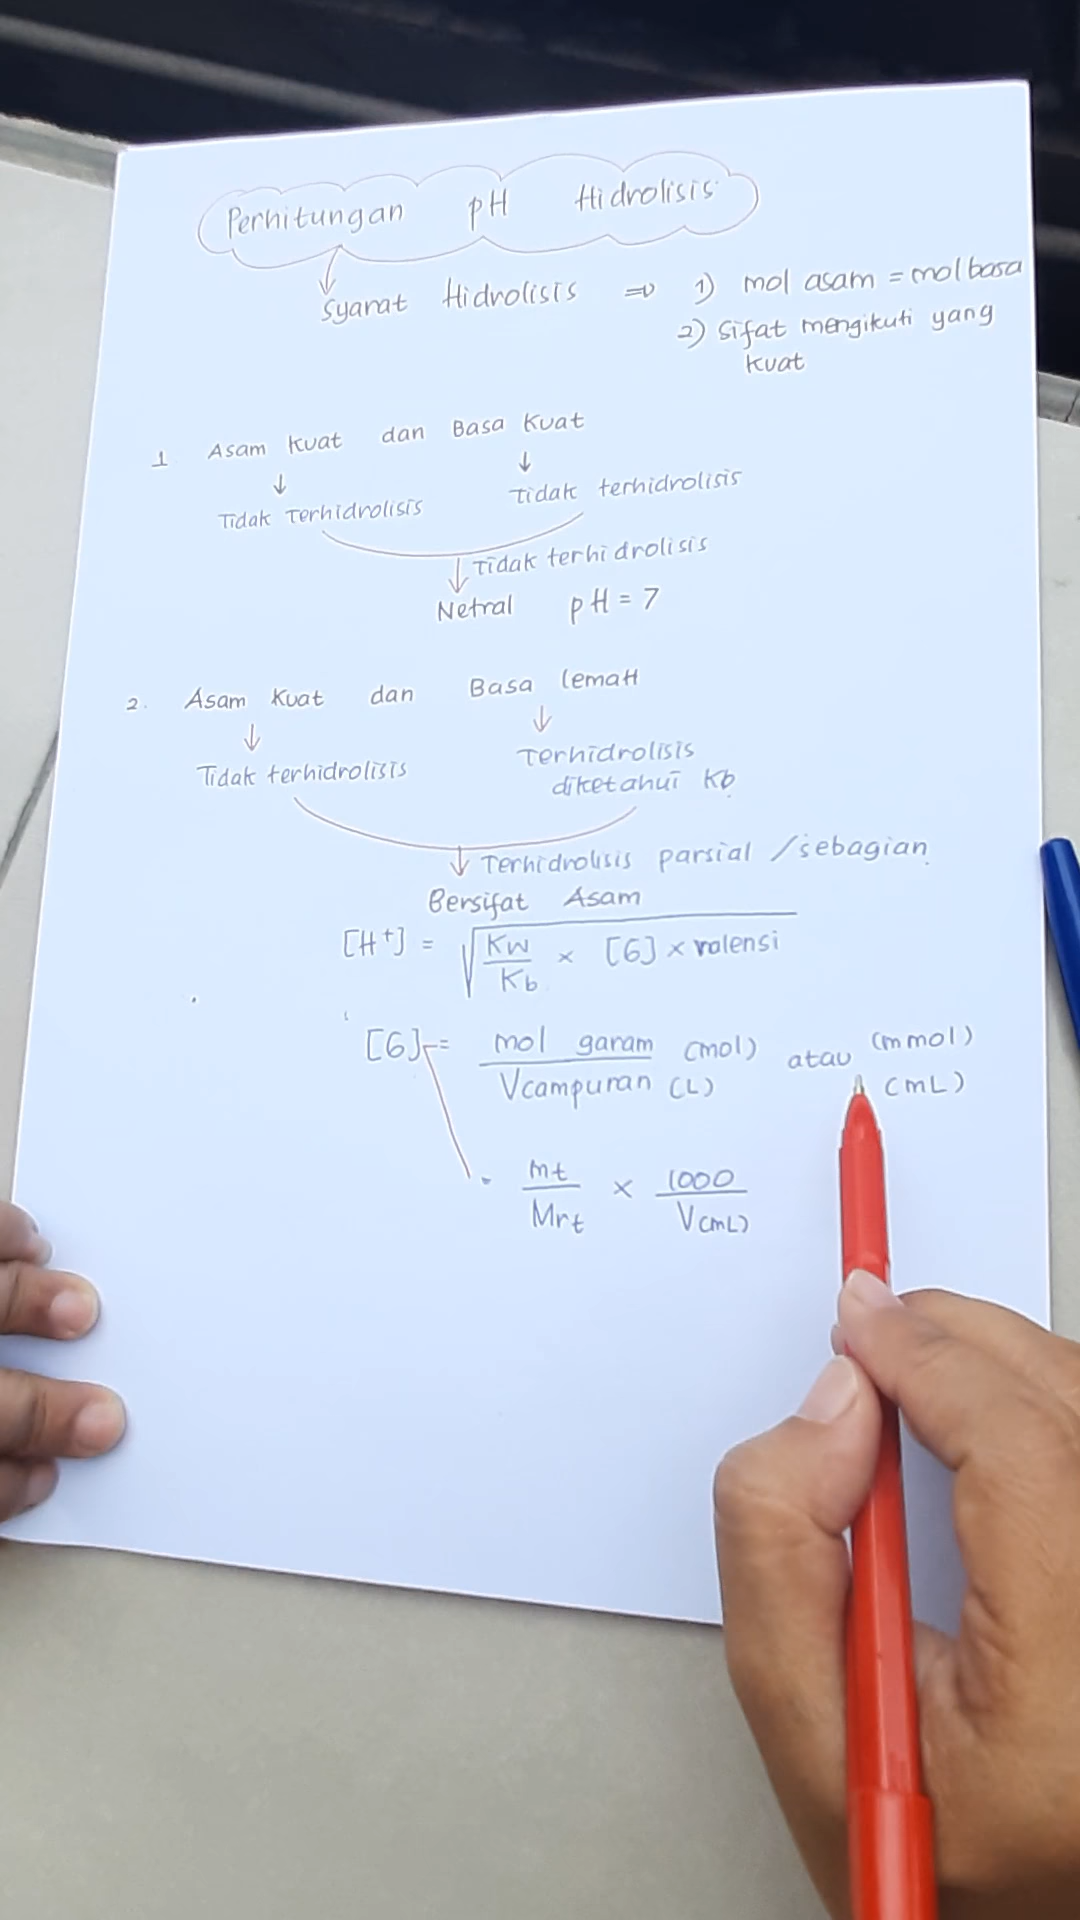 Perhitungan pH Hidrolisis
Syarat Hidrolisis => 1) mol asam = mol basa
2) Sifat mengikuti yang
kuat
1 Asam kuat dan Basa Kuat
↓ ↓
Tidak Terhidrolisis Tidak terhidrolisis
↓ Tidak terhidrolisis
Netral pH = 7
2. Asam Kuat dan Basa lemah
↓ ↓
Tidak terhidrolisis Terhidrolisis
diketahui Kb
↓ Terhidrolisis parsial / sebagian
Bersifat Asam
[H+] = √ Kw/Kb × [G] × valensi
[G] = mol garam (mol) atau (mmol)
Vcampuran (L) (mL)
mt/Mrt × 1000/V(mL)